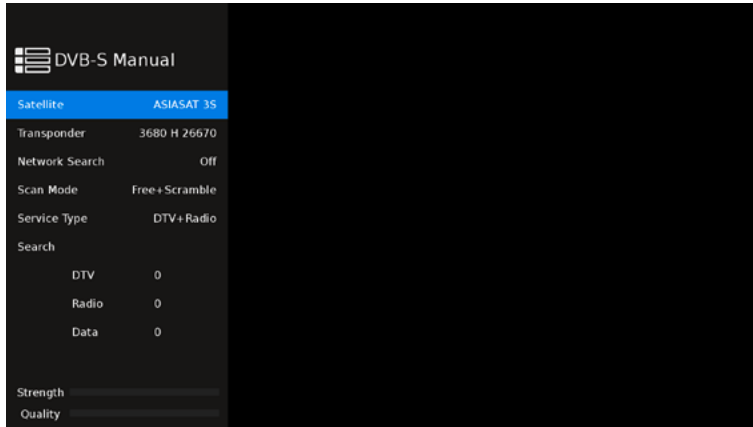 DVB-S Manual
Satellite ASIASAT 3S
Transponder 3680 H 26670
Network Search Off
Scan Mode Free+Scramble
Service Type DTV+Radio
Search
DTV 0
Radio 0
Data 0
Strength
Quality